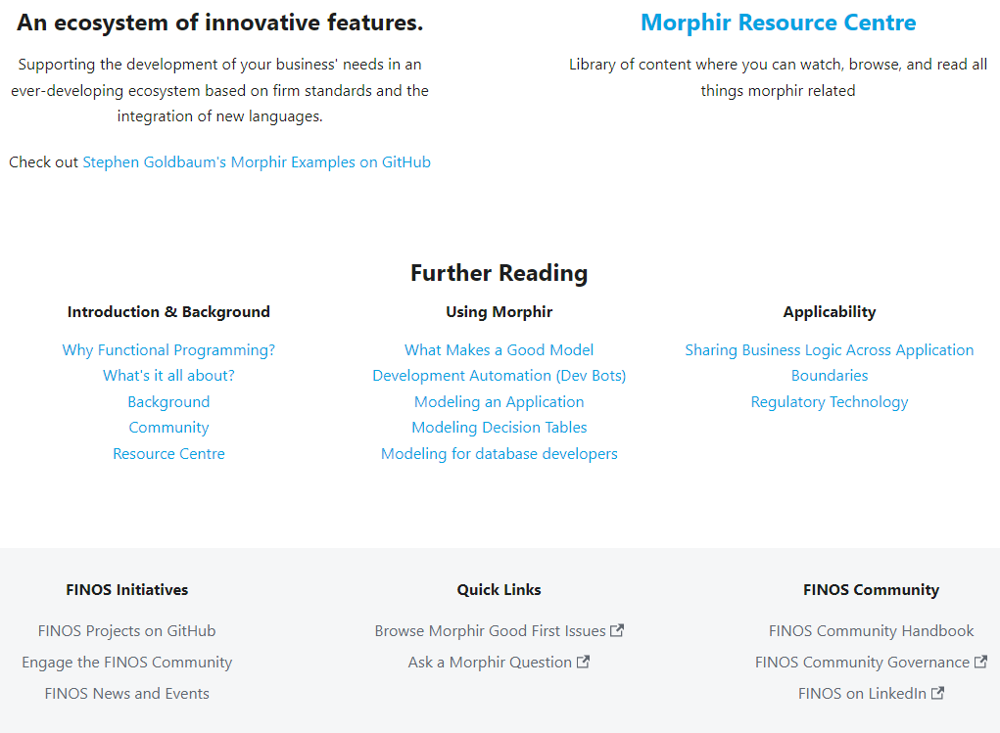 An ecosystem of innovative features.
Supporting the development of your business' needs in an
ever-developing ecosystem based on firm standards and the
integration of new languages.
Check out Stephen Goldbaum's Morphir Examples on GitHub
Morphir Resource Centre
Library of content where you can watch, browse, and read all
things morphir related
Further Reading
Introduction & Background
Why Functional Programming?
What's it all about?
Background
Community
Resource Centre
Using Morphir
What Makes a Good Model
Development Automation (Dev Bots)
Modeling an Application
Modeling Decision Tables
Modeling for database developers
Applicability
Sharing Business Logic Across Application
Boundaries
Regulatory Technology
FINOS Initiatives
FINOS Projects on GitHub
Engage the FINOS Community
FINOS News and Events
Quick Links
Browse Morphir Good First Issues
Ask a Morphir Question
FINOS Community
FINOS Community Handbook
FINOS Community Governance
FINOS on LinkedIn